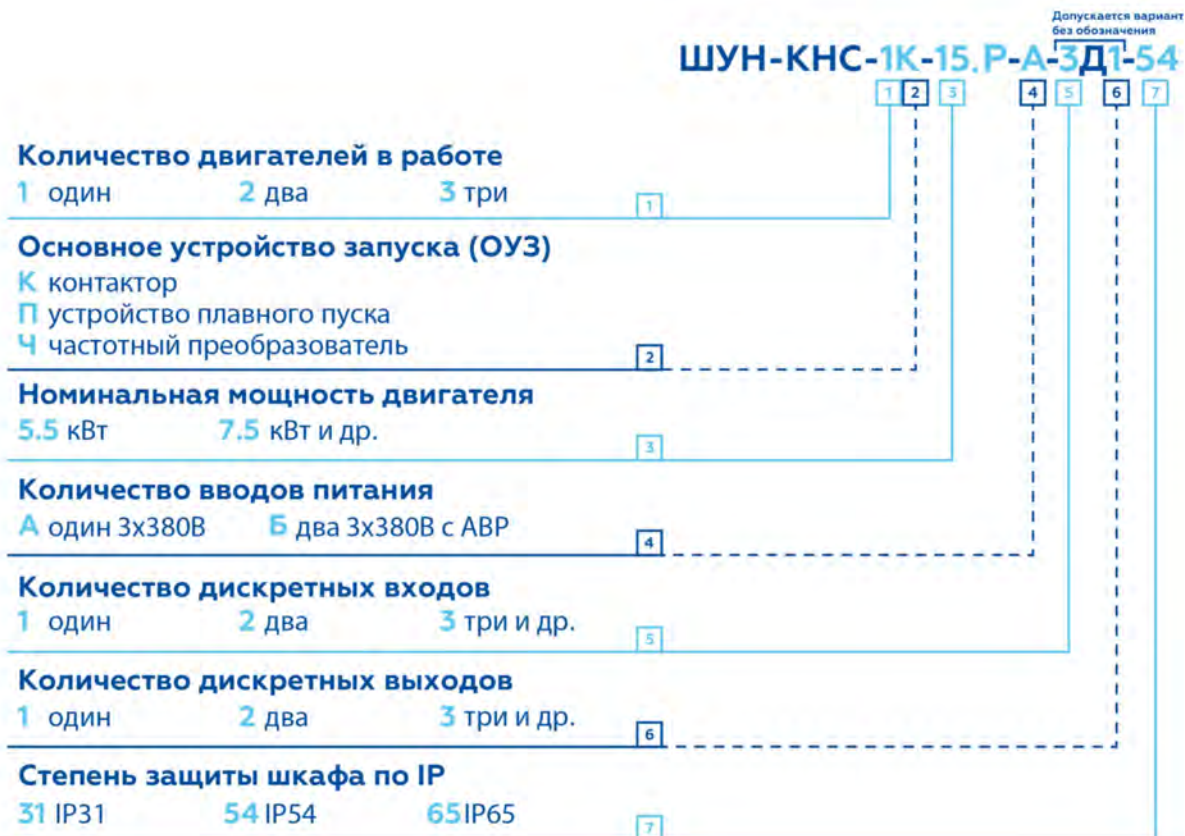 Допускается вариант
без обозначения
ШУН-КНС-1К-15.Р-А-3Д1-54
1 2 3 4 5 6 7
Количество двигателей в работе
1 один 2 два 3 три
1
Основное устройство запуска (ОУЗ)
К контактор
П устройство плавного пуска
Ч частотный преобразователь
2
Номинальная мощность двигателя
5.5 кВт 7.5 кВт и др.
3
Количество вводов питания
А один 3х380В Б два 3х380В с АВР
4
Количество дискретных входов
1 один 2 два 3 три и др.
5
Количество дискретных выходов
1 один 2 два 3 три и др.
6
Степень защиты шкафа по IP
31 IP31 54 IP54 65 IP65
7